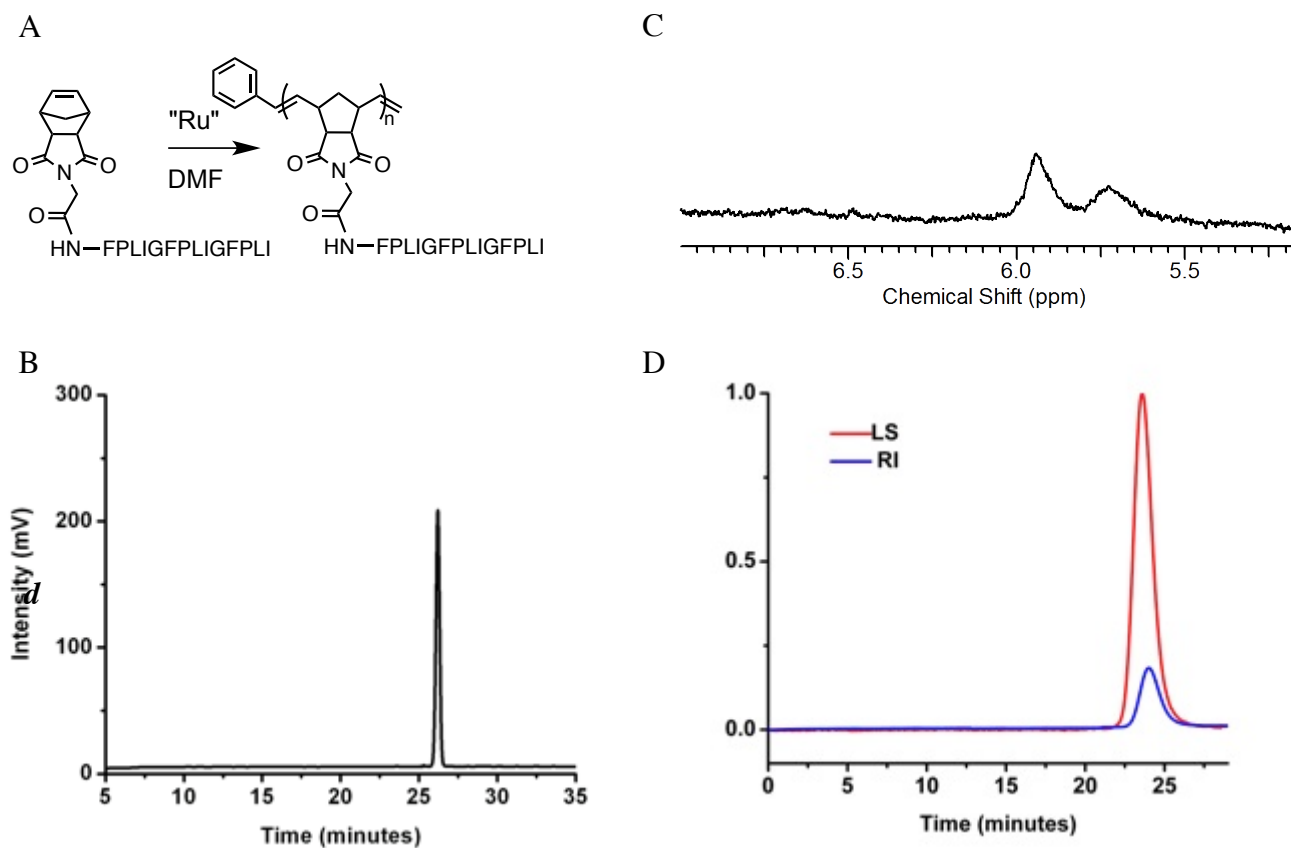 A
"Ru"
DMF
n
O
N
O
O
N
O
O
HN
FPLIGFPLIGFPLI
O
HN
FPLIGFPLIGFPLI
C
6.5
6.0
5.5
Chemical Shift (ppm)
B
300
200
100
0
Intensity (mV)
d
5
10
15
20
25
30
35
Time (minutes)
D
1.0
0.5
0.0
LS
RI
0
5
10
15
20
25
Time (minutes)